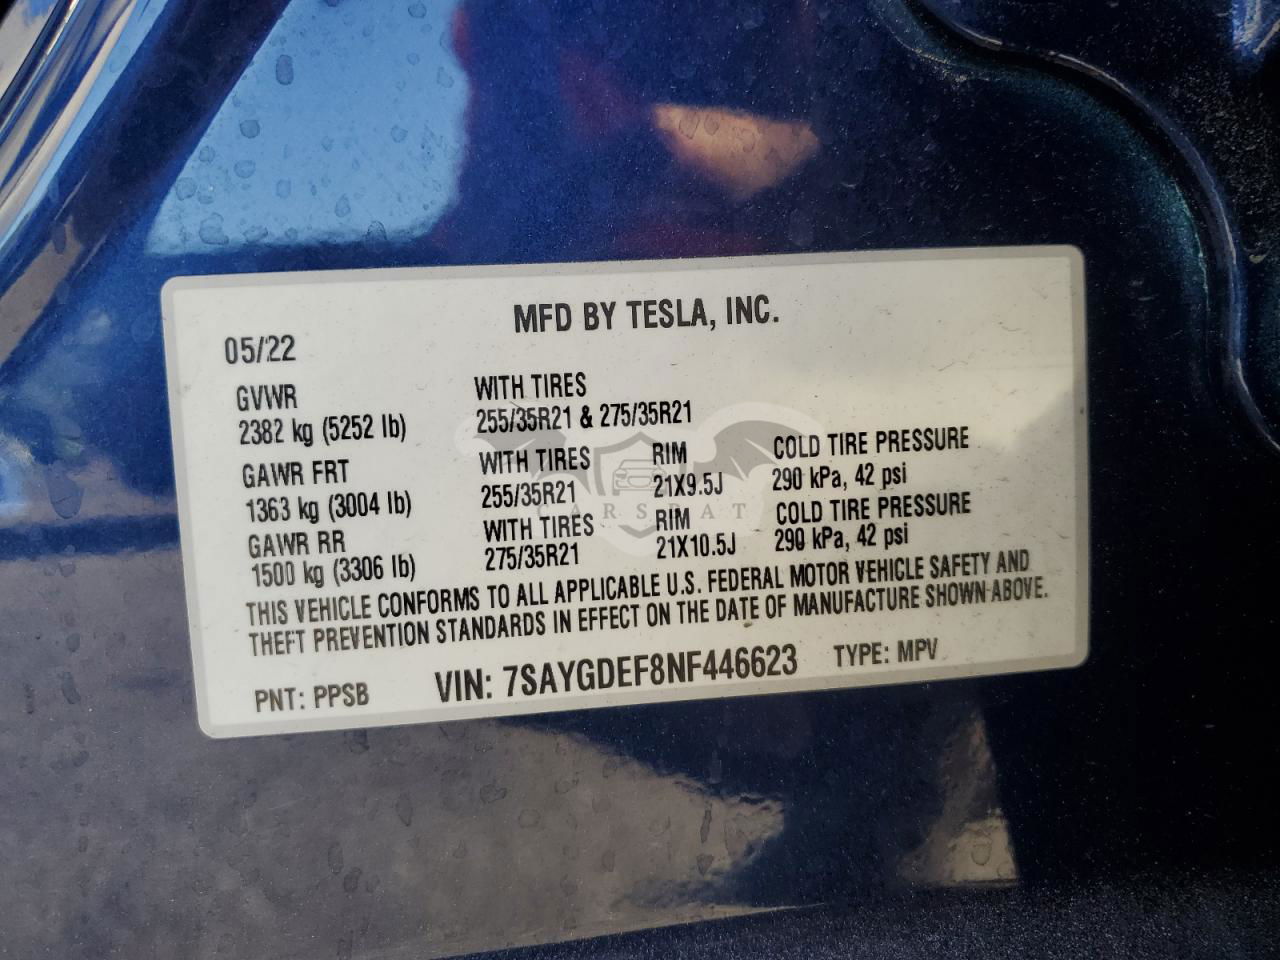 MFD BY TESLA, INC.
05/22
GVWR WITH TIRES
2382 kg (5252 lb) 255/35R21 & 275/35R21
GAWR FRT WITH TIRES RIM COLD TIRE PRESSURE
1363 kg (3004 lb) 255/35R21 21X9.5J 290 kPa, 42 psi
GAWR RR WITH TIRES RIM COLD TIRE PRESSURE
1500 kg (3306 lb) 275/35R21 21X10.5J 290 kPa, 42 psi
THIS VEHICLE CONFORMS TO ALL APPLICABLE U.S. FEDERAL MOTOR VEHICLE SAFETY AND
THEFT PREVENTION STANDARDS IN EFFECT ON THE DATE OF MANUFACTURE SHOWN ABOVE.
PNT: PPSB VIN: 7SAYGDEF8NF446623 TYPE: MPV